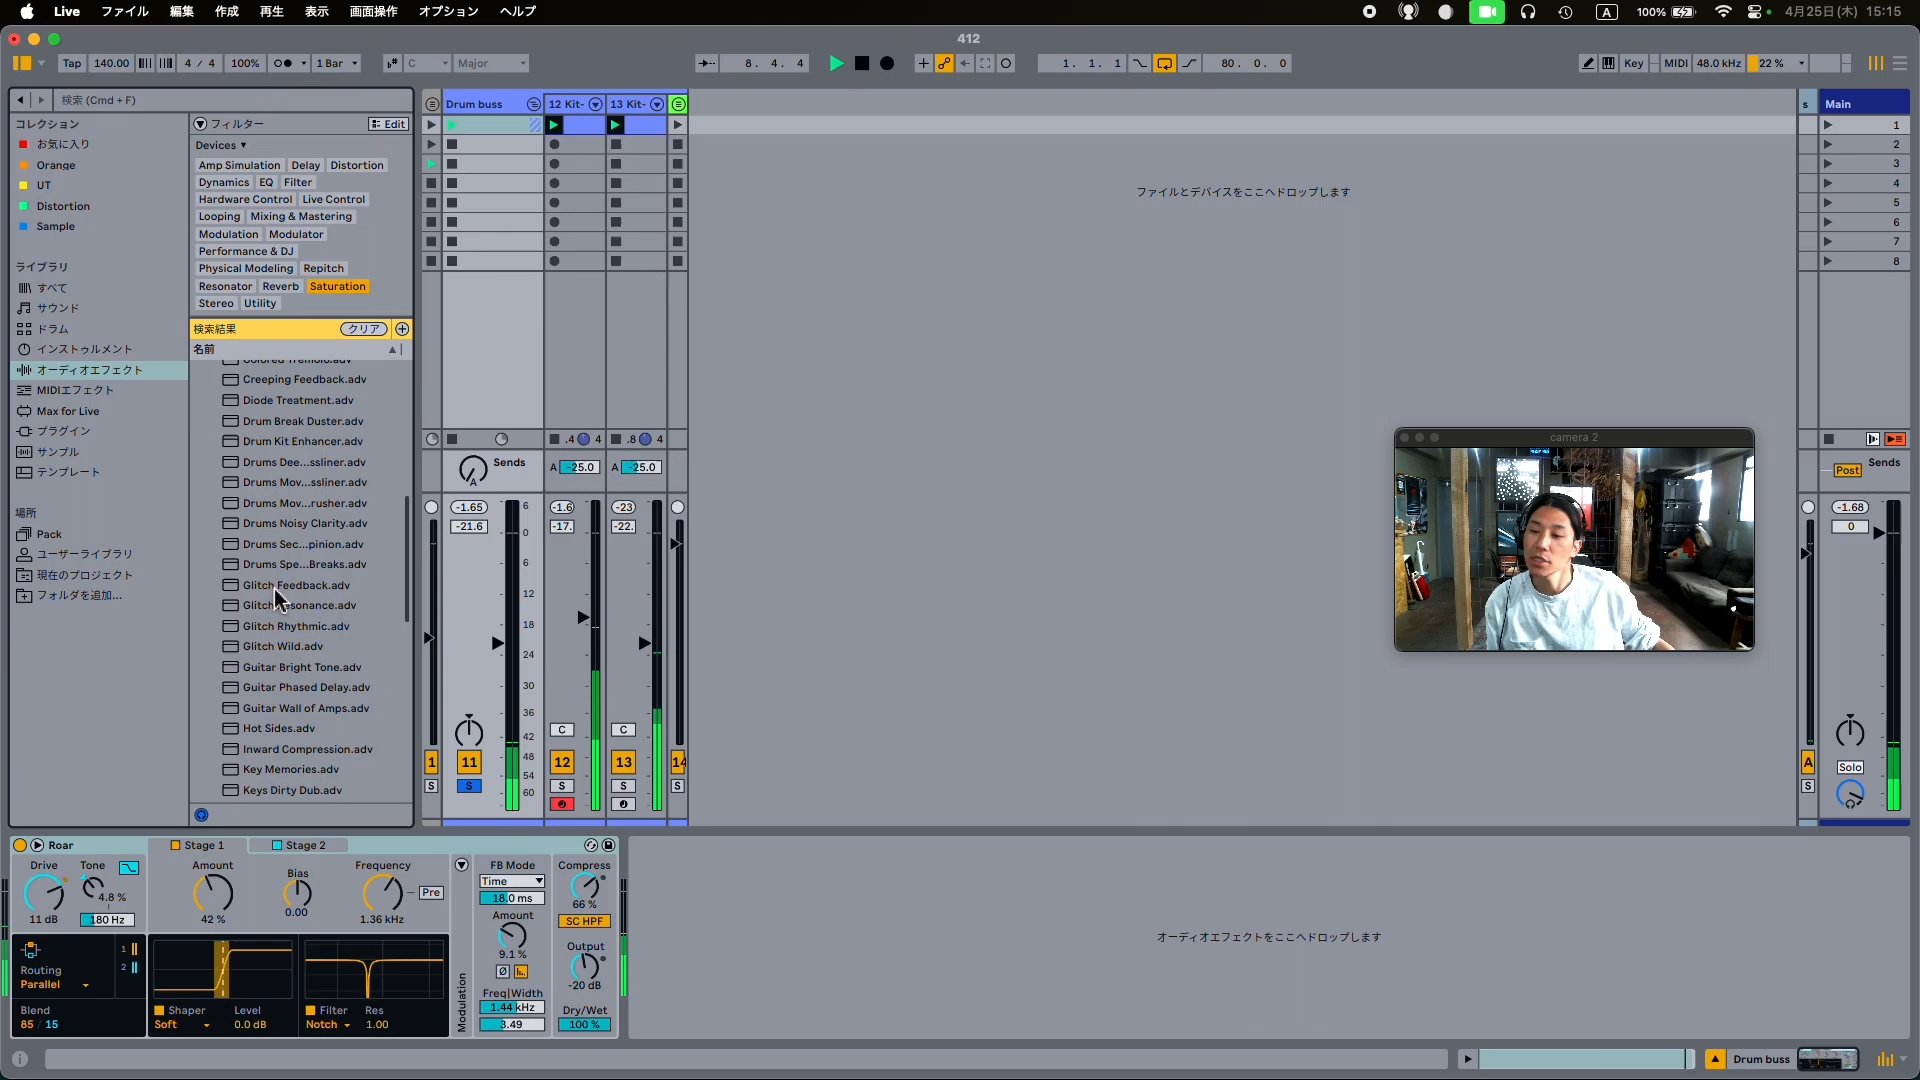 Live ファイル 編集 作成 再生 表示 画面操作 オプション ヘルプ
A 100% 4月25日(木) 15:15
412
Tap 140.00 4 / 4 100% 1 Bar C Major
8. 4. 4 1. 1. 1 80. 0. 0
Key MIDI 48.0 kHz 22 %
検索 (Cmd + F)
コレクション
お気に入り
Orange
UT
Distortion
Sample
ライブラリ
すべて
サウンド
ドラム
インストゥルメント
オーディオエフェクト
MIDIエフェクト
Max for Live
プラグイン
サンプル
テンプレート
場所
Pack
ユーザーライブラリ
現在のプロジェクト
フォルダを追加...
フィルター Edit
Devices
Amp Simulation Delay Distortion
Dynamics EQ Filter
Hardware Control Live Control
Looping Mixing & Mastering
Modulation Modulator
Performance & DJ
Physical Modeling Repitch
Resonator Reverb Saturation
Stereo Utility
検索結果 クリア
名前
Colored Tremolo.adv
Creeping Feedback.adv
Diode Treatment.adv
Drum Break Duster.adv
Drum Kit Enhancer.adv
Drums Dee...ssliner.adv
Drums Mov...ssliner.adv
Drums Mov...rusher.adv
Drums Noisy Clarity.adv
Drums Sec...pinion.adv
Drums Spe...Breaks.adv
Glitch Feedback.adv
Glitch sonance.adv
Glitch Rhythmic.adv
Glitch Wild.adv
Guitar Bright Tone.adv
Guitar Phased Delay.adv
Guitar Wall of Amps.adv
Hot Sides.adv
Inward Compression.adv
Key Memories.adv
Keys Dirty Dub.adv
Drum buss 12 Kit- 13 Kit-
.4 4 .8 4
Sends A -25.0 A -25.0
A
-1.65 6 -1.6 -23
-21.6 0 -17. -22.
6
12
18
24
30
36
42
48
54
60
C C
1 11 12 13 14
S S S S S
ファイルとデバイスをここへドロップします
camera 2
s Main
1
2
3
4
5
6
7
8
Sends
Post
-1.68
0
A Solo
S
Roar Stage 1 Stage 2
Drive Tone Amount Bias Frequency FB Mode Compress
Time
4.8 % Pre
18.0 ms
11 dB 180 Hz 42 % 0.00 1.36 kHz 66 %
Amount SC HPF
9.1 % Output
1
2
Routing
Parallel
Ø
-20 dB
Freq|Width
Blend Shaper Level Filter Res 1.44 kHz Dry/Wet
85 / 15 Soft 0.0 dB Notch 1.00 3.49 100 %
Modulation
オーディオエフェクトをここへドロップします
Drum buss